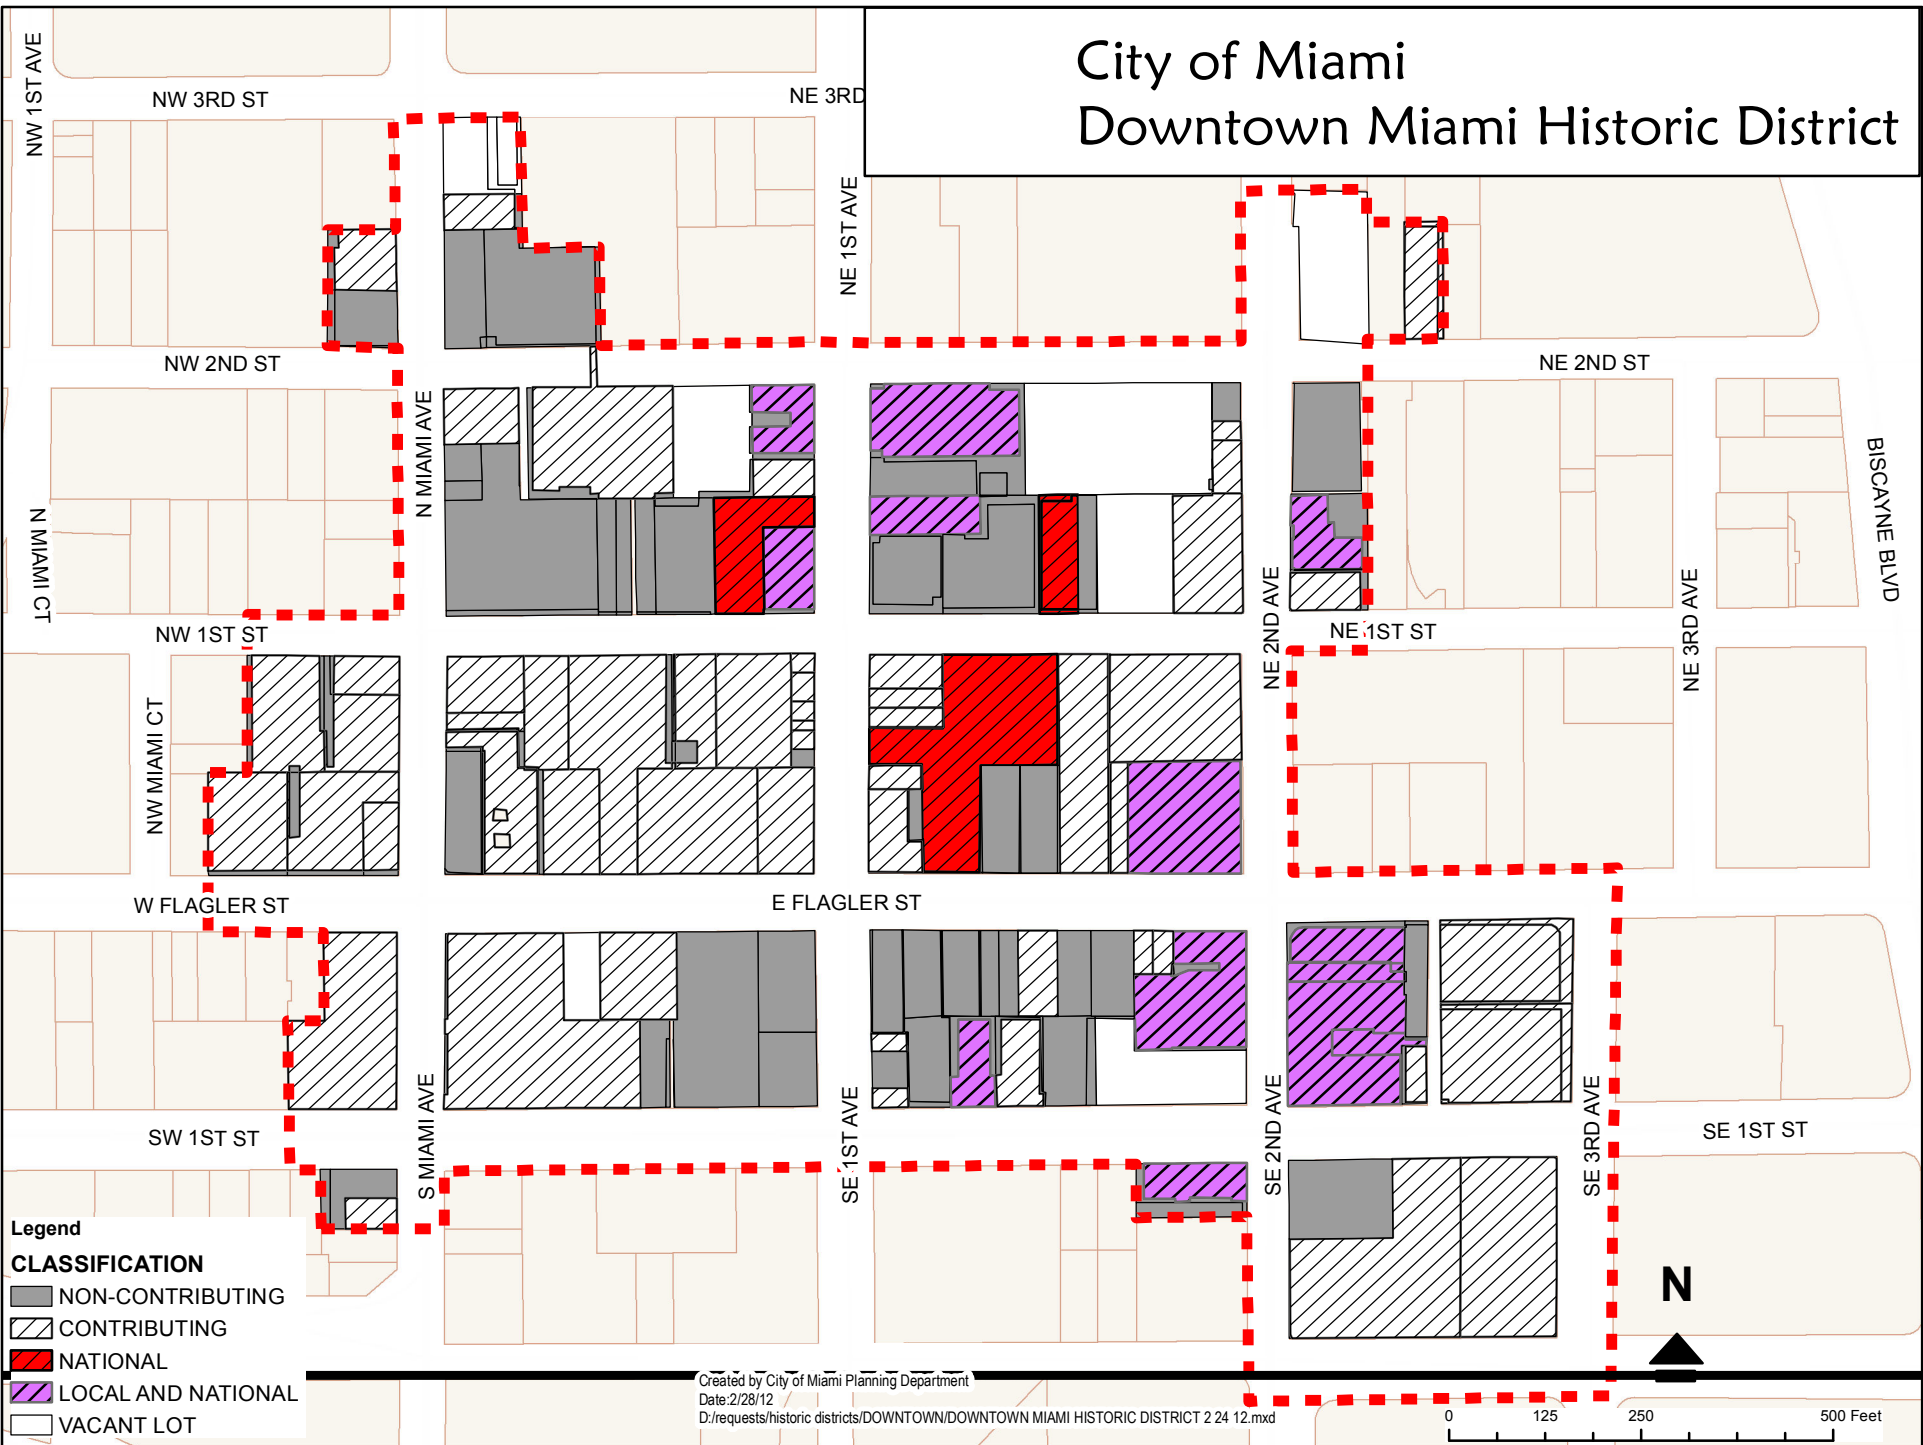 City of Miami
Downtown Miami Historic District
NW 1ST AVE
NW 3RD ST
NE 3RD
NE 1ST AVE
NW 2ND ST
NE 2ND ST
N MIAMI AVE
BISCAYNE BLVD
N MIAMI CT
NE 2ND AVE
NE 3RD AVE
NW 1ST ST
NE 1ST ST
NW MIAMI CT
W FLAGLER ST
E FLAGLER ST
S MIAMI AVE
SE 1ST AVE
SE 2ND AVE
SE 3RD AVE
SW 1ST ST
SE 1ST ST
Legend
CLASSIFICATION
NON-CONTRIBUTING
CONTRIBUTING
NATIONAL
LOCAL AND NATIONAL
VACANT LOT
N
Created by City of Miami Planning Department
Date:2/28/12
D:/requests/historic districts/DOWNTOWN/DOWNTOWN MIAMI HISTORIC DISTRICT 2 24 12.mxd
0 125 250 500 Feet